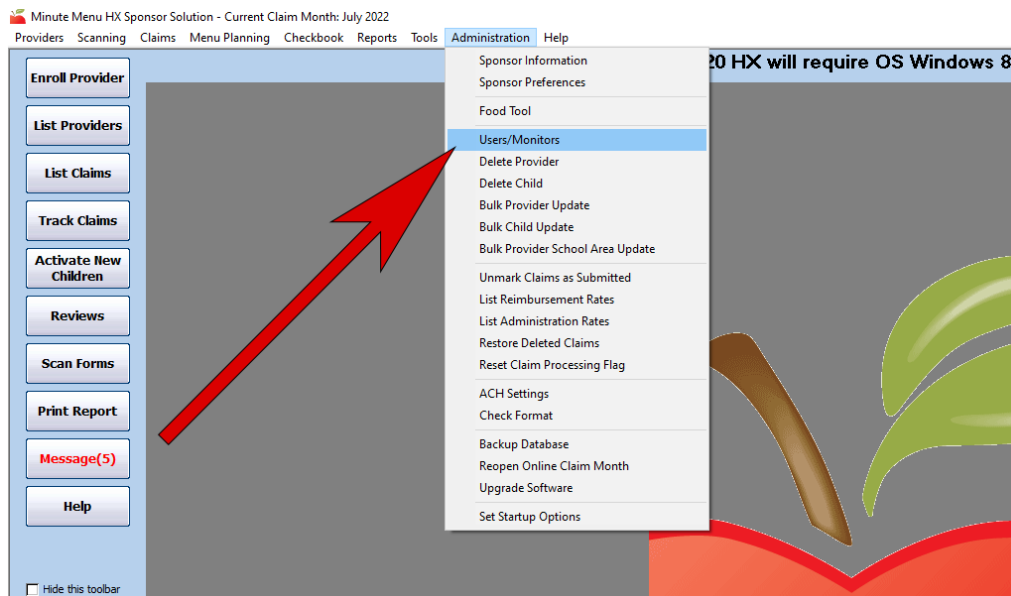 Minute Menu HX Sponsor Solution - Current Claim Month: July 2022
Providers Scanning Claims Menu Planning Checkbook Reports Tools Administration Help
20 HX will require OS Windows 8
Enroll Provider
List Providers
List Claims
Track Claims
Activate New
Children
Reviews
Scan Forms
Print Report
Message(5)
Help
Hide this toolbar
Sponsor Information
Sponsor Preferences
Food Tool
Users/Monitors
Delete Provider
Delete Child
Bulk Provider Update
Bulk Child Update
Bulk Provider School Area Update
Unmark Claims as Submitted
List Reimbursement Rates
List Administration Rates
Restore Deleted Claims
Reset Claim Processing Flag
ACH Settings
Check Format
Backup Database
Reopen Online Claim Month
Upgrade Software
Set Startup Options